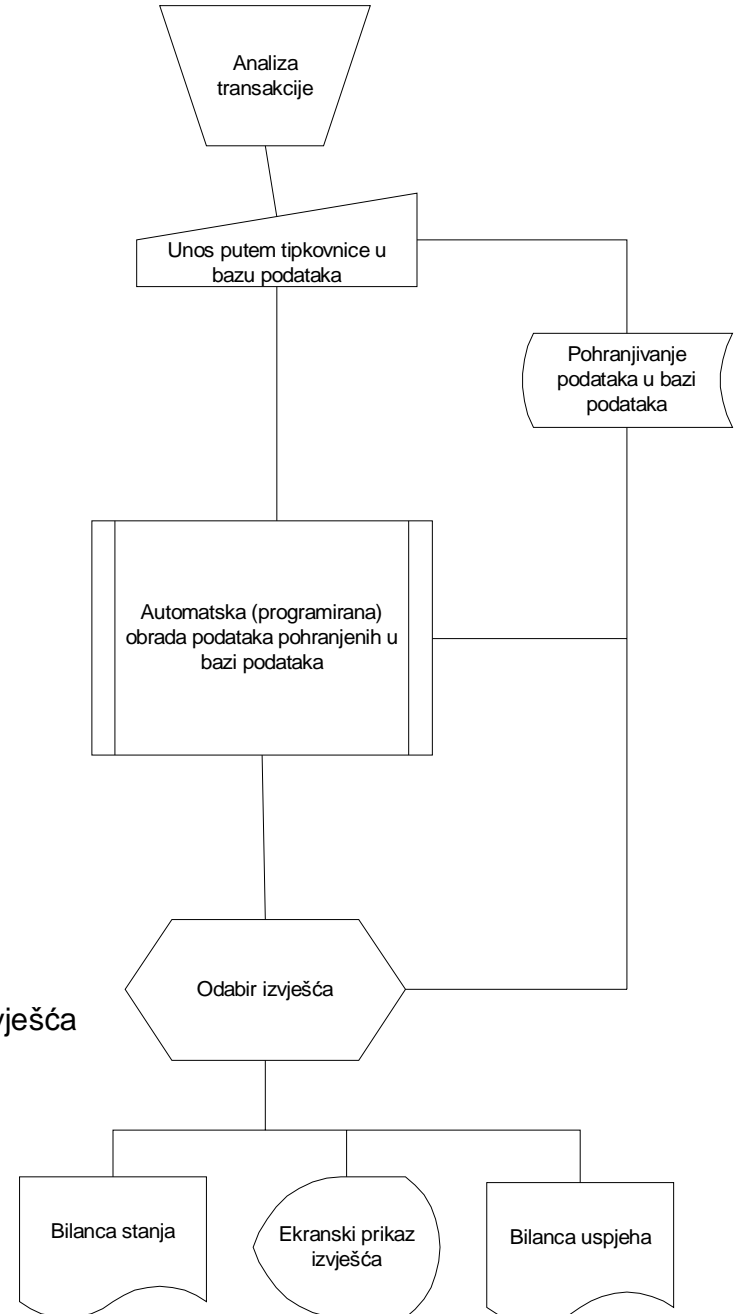 Analiza
transakcije
Unos putem tipkovnice u
bazu podataka
Pohranjivanje
podataka u bazi
podataka
Automatska (programirana)
obrada podataka pohranjenih u
bazi podataka
Odabir izvješća
Bilanca stanja
Ekranski prikaz
izvješća
Bilanca uspjeha